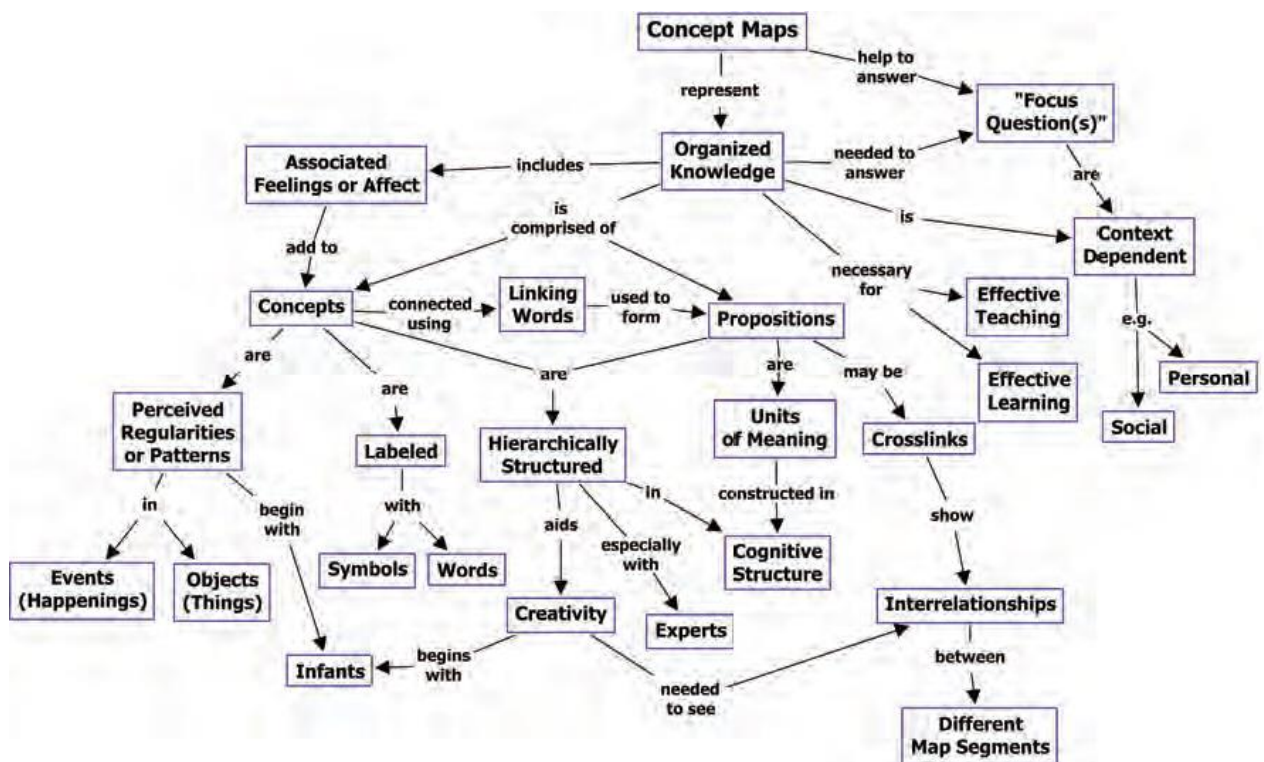 Concept Maps
help to
answer
represent
"Focus
Question(s)"
Organized
Knowledge
needed to
answer
includes
Associated
Feelings or Affect
are
is
is
comprised of
Context
Dependent
add to
necessary
for
Concepts
connected
using
Linking
Words
used to
form
Propositions
Effective
Teaching
e.g.
are
are
are
are
may be
Effective
Learning
Personal
Social
Perceived
Regularities
or Patterns
Labeled
Hierarchically
Structured
Units
of Meaning
Crosslinks
in
begin
with
with
aids
in
constructed in
show
especially
with
Events
(Happenings)
Objects
(Things)
Symbols
Words
Cognitive
Structure
Creativity
Experts
Interrelationships
Infants
begins
with
needed
to see
between
Different
Map Segments